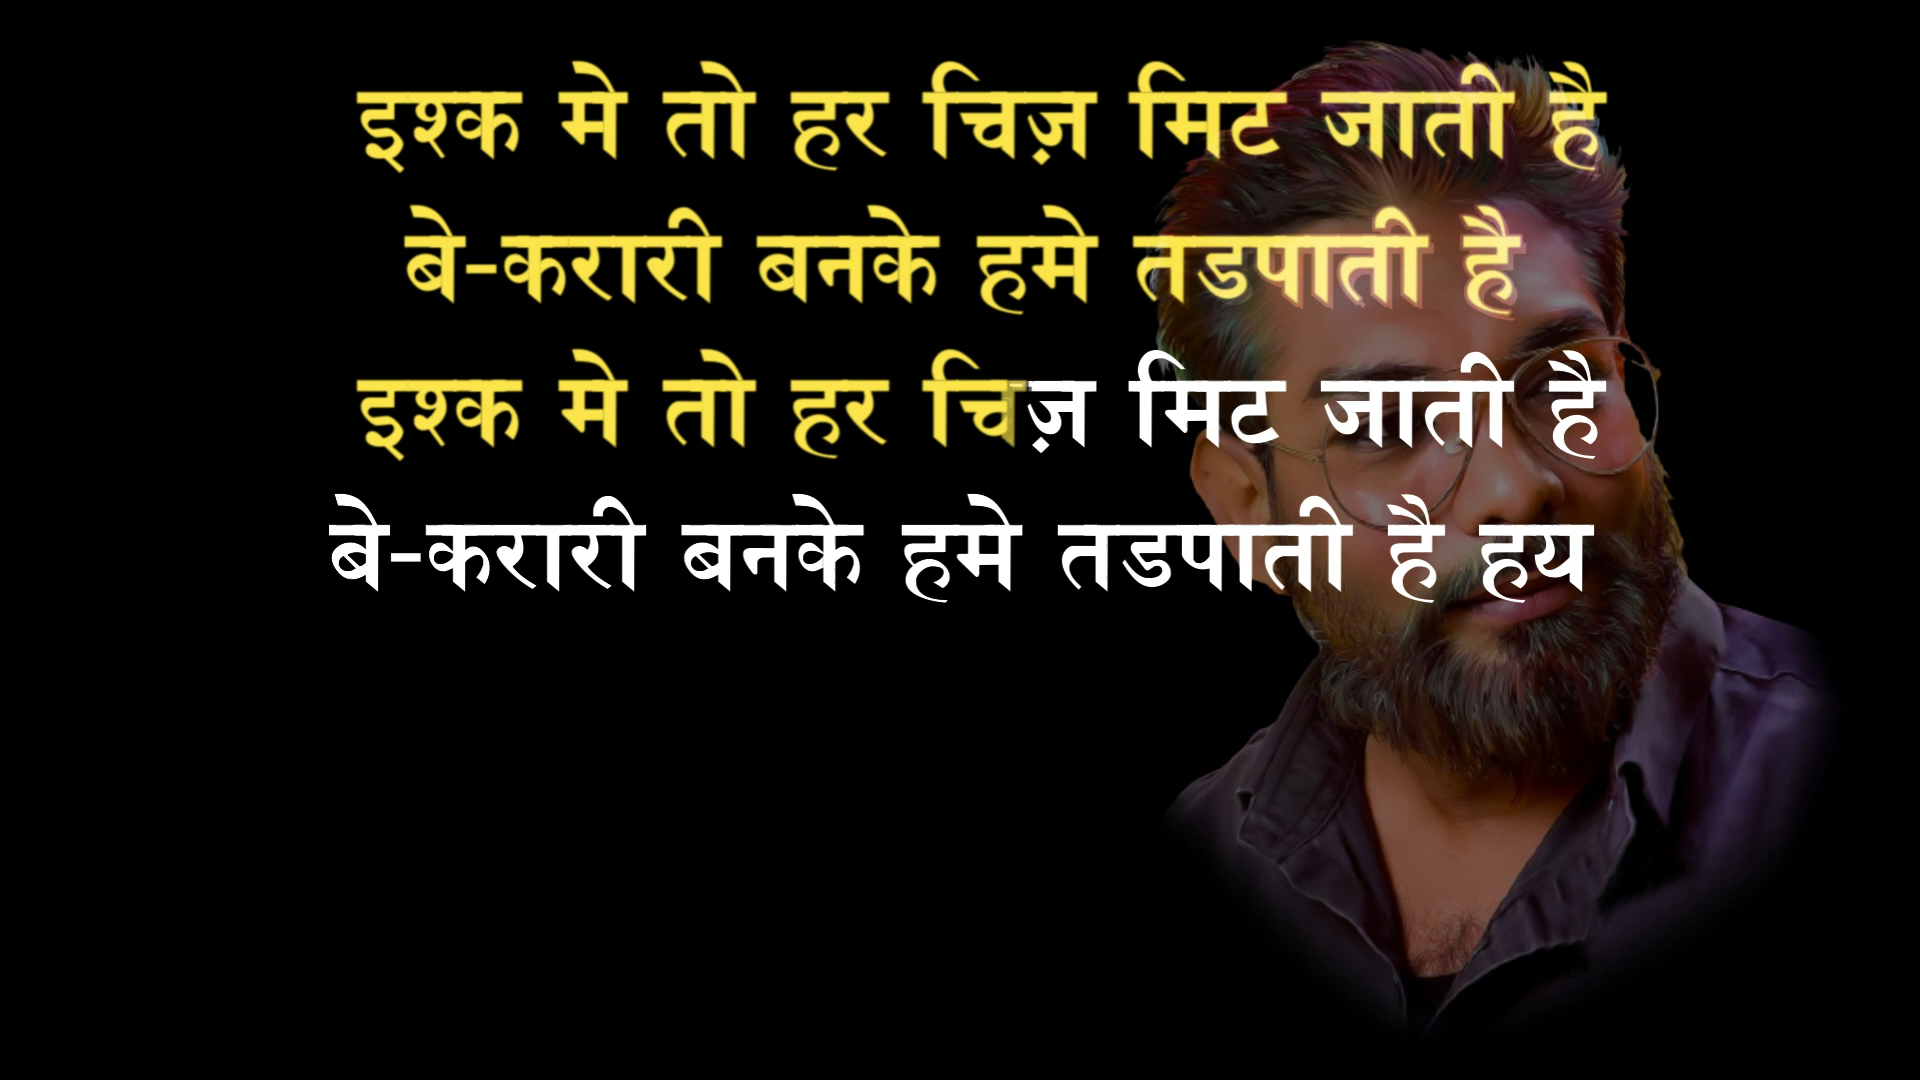 इश्क मे तो हर चिज़ मिट जाती है
बे-करारी बनके हमे तडपाती है
इश्क मे तो हर चिज़ मिट जाती है
बे-करारी बनके हमे तडपाती है हय